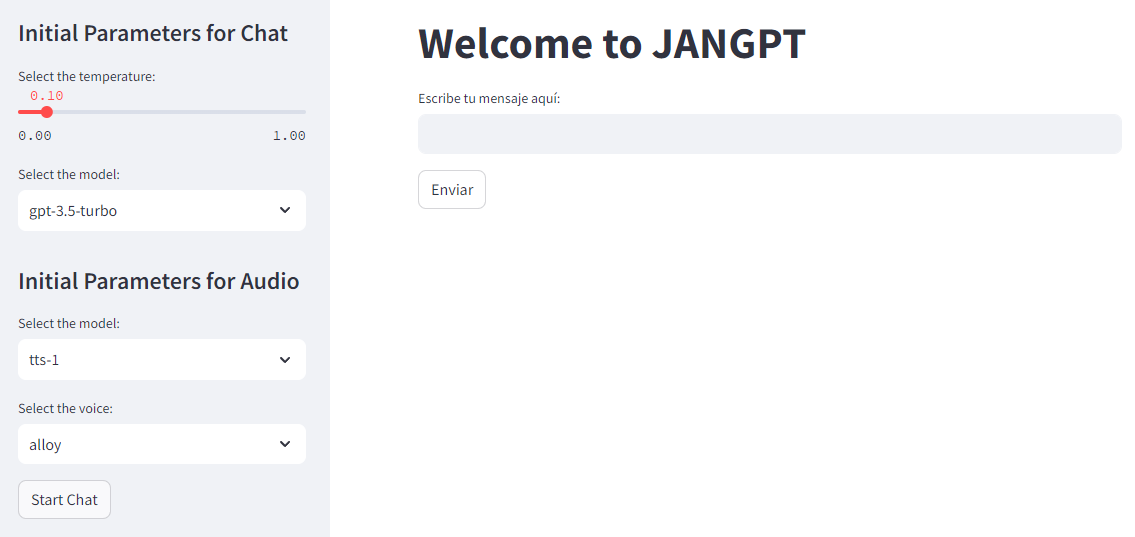 Initial Parameters for Chat
Select the temperature:
0.10
0.00 1.00
Select the model:
gpt-3.5-turbo
Initial Parameters for Audio
Select the model:
tts-1
Select the voice:
alloy
Start Chat
Welcome to JANGPT
Escribe tu mensaje aquí:
Enviar